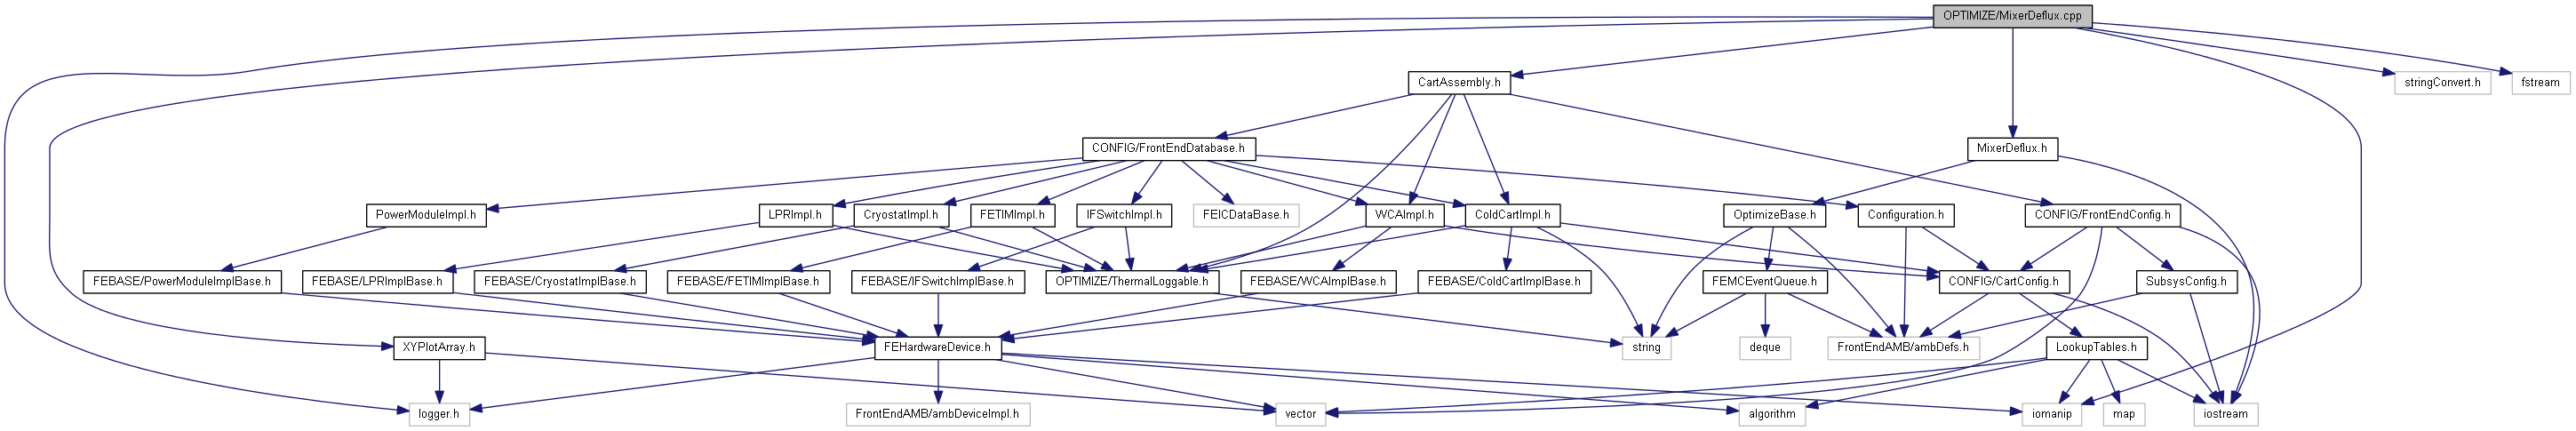 OPTIMIZE/MixerDeflux.cpp
CartAssembly.h
stringConvert.h
fstream
CONFIG/FrontEndDatabase.h
MixerDeflux.h
PowerModuleImpl.h
LPRImpl.h
CryostatImpl.h
FETIMImpl.h
IFSwitchImpl.h
FEICDataBase.h
WCAImpl.h
ColdCartImpl.h
OptimizeBase.h
Configuration.h
CONFIG/FrontEndConfig.h
FEBASE/PowerModuleImplBase.h
FEBASE/LPRImplBase.h
FEBASE/CryostatImplBase.h
FEBASE/FETIMImplBase.h
FEBASE/IFSwitchImplBase.h
OPTIMIZE/ThermalLoggable.h
FEBASE/WCAImplBase.h
FEBASE/ColdCartImplBase.h
FEMCEventQueue.h
CONFIG/CartConfig.h
SubsysConfig.h
XYPlotArray.h
FEHardwareDevice.h
string
deque
FrontEndAMB/ambDefs.h
LookupTables.h
logger.h
FrontEndAMB/ambDeviceImpl.h
vector
algorithm
iomanip
map
iostream